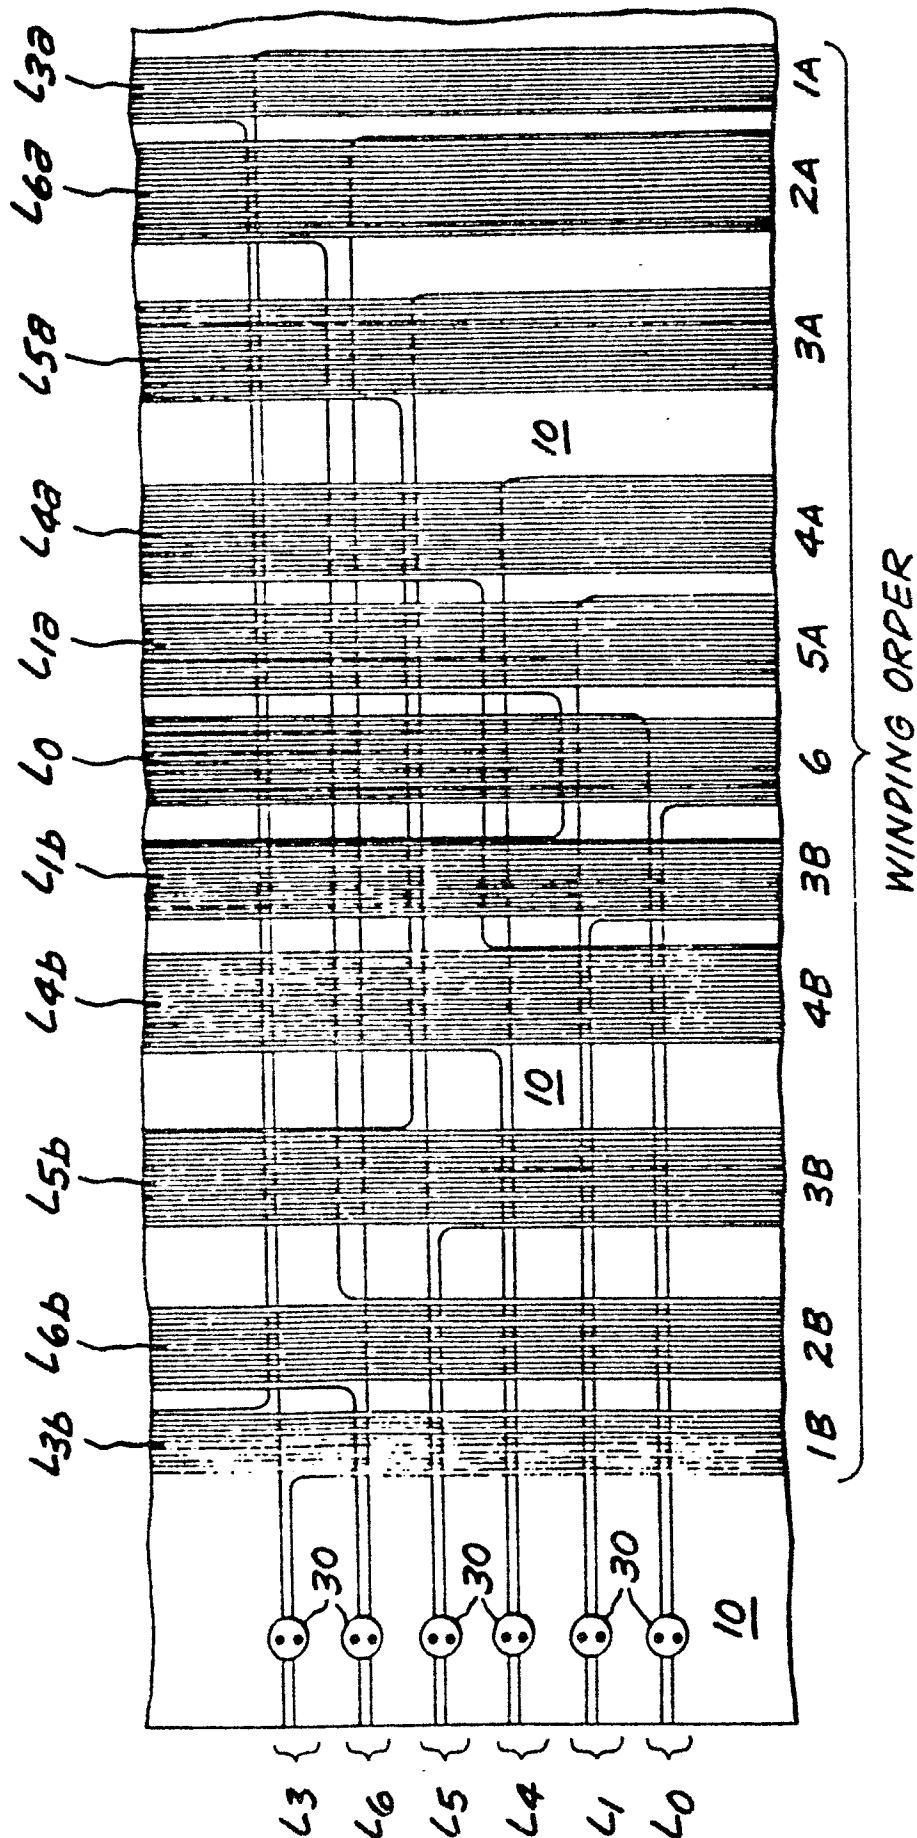 L3b L6b L5b L4b L1b L0 L1a L4a L5a L6a L3a
L3
L6
30
L5
L4
30
L1
L0
30
10
10
10
1B 2B 3B 4B 3B 6 5A 4A 3A 2A 1A
WINDING ORPER